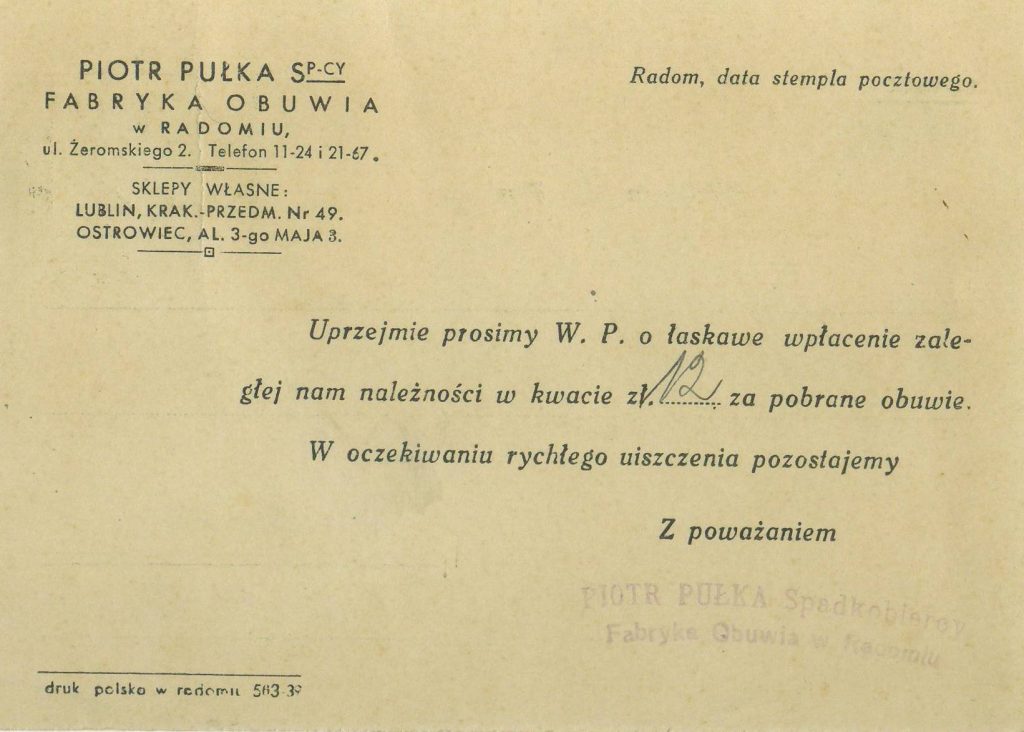 PIOTR PUŁKA SP-CY
FABRYKA OBUWIA
w RADOMIU,
ul. Żeromskiego 2. Telefon 11-24 i 21-67.
SKLEPY WŁASNE:
LUBLIN, KRAK.-PRZEDM. Nr 49.
OSTROWIEC, AL. 3-go MAJA 3.
Radom, data stempla pocztowego.
Uprzejmie prosimy W. P. o łaskawe wpłacenie zale-
głej nam należności w kwacie zł. 12 za pobrane obuwie.
W oczekiwaniu rychłego uiszczenia pozostajemy
Z poważaniem
PIOTR PUŁKA Spadkobiercy
Fabryka Obuwia w Radomiu
druk polska w radomiu